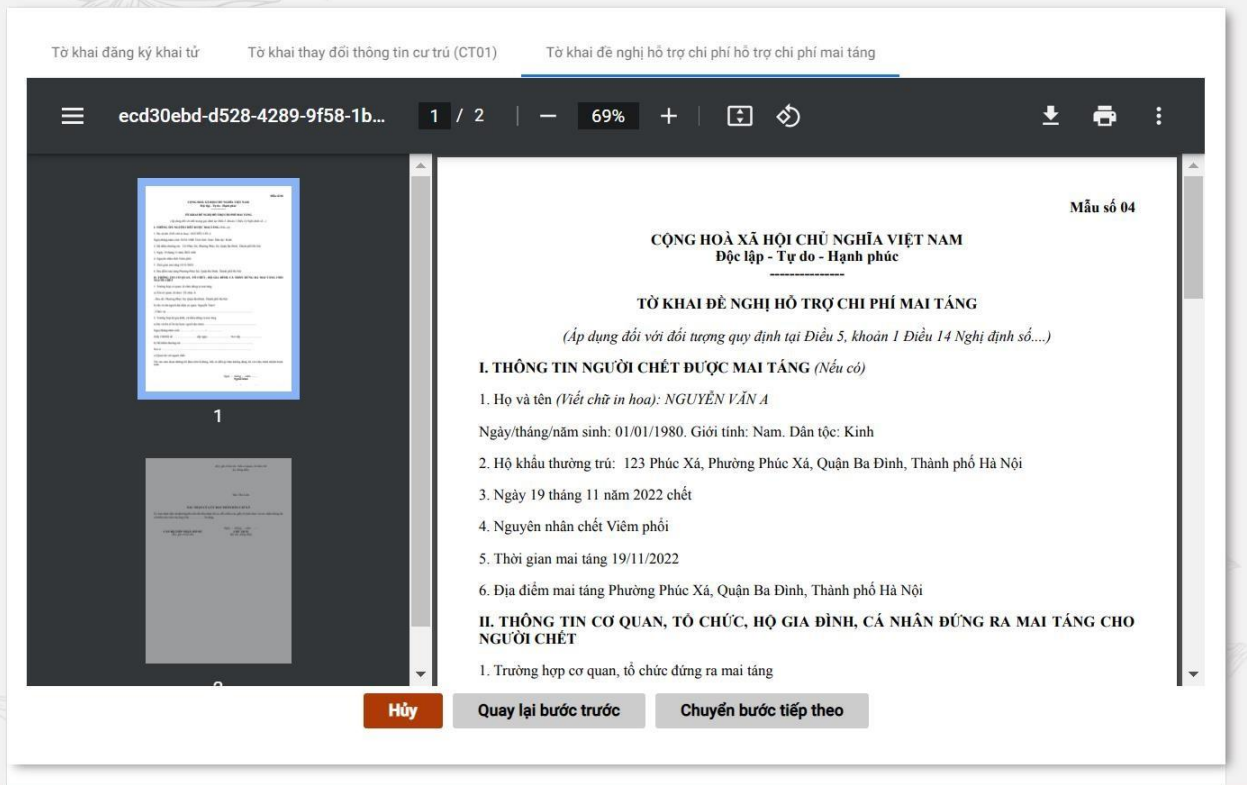 Tờ khai đăng ký khai tử
Tờ khai thay đổi thông tin cư trú (CT01)
Tờ khai đề nghị hỗ trợ chi phí hỗ trợ chi phí mai táng
ecd30ebd-d528-4289-9f58-1b...
1 / 2
69%
1
Mẫu số 04
CỘNG HOÀ XÃ HỘI CHỦ NGHĨA VIỆT NAM
Độc lập - Tự do - Hạnh phúc
---------------
TỜ KHAI ĐỀ NGHỊ HỖ TRỢ CHI PHÍ MAI TÁNG
(Áp dụng đối với đối tượng quy định tại Điều 5, khoản 1 Điều 14 Nghị định số....)
I. THÔNG TIN NGƯỜI CHẾT ĐƯỢC MAI TÁNG (Nếu có)
1. Họ và tên (Viết chữ in hoa): NGUYỄN VĂN A
Ngày/tháng/năm sinh: 01/01/1980. Giới tính: Nam. Dân tộc: Kinh
2. Hộ khẩu thường trú: 123 Phúc Xá, Phường Phúc Xá, Quận Ba Đình, Thành phố Hà Nội
3. Ngày 19 tháng 11 năm 2022 chết
4. Nguyên nhân chết Viêm phổi
5. Thời gian mai táng 19/11/2022
6. Địa điểm mai táng Phường Phúc Xá, Quận Ba Đình, Thành phố Hà Nội
II. THÔNG TIN CƠ QUAN, TỔ CHỨC, HỘ GIA ĐÌNH, CÁ NHÂN ĐỨNG RA MAI TÁNG CHO
NGƯỜI CHẾT
1. Trường hợp cơ quan, tổ chức đứng ra mai táng
Hủy
Quay lại bước trước
Chuyển bước tiếp theo